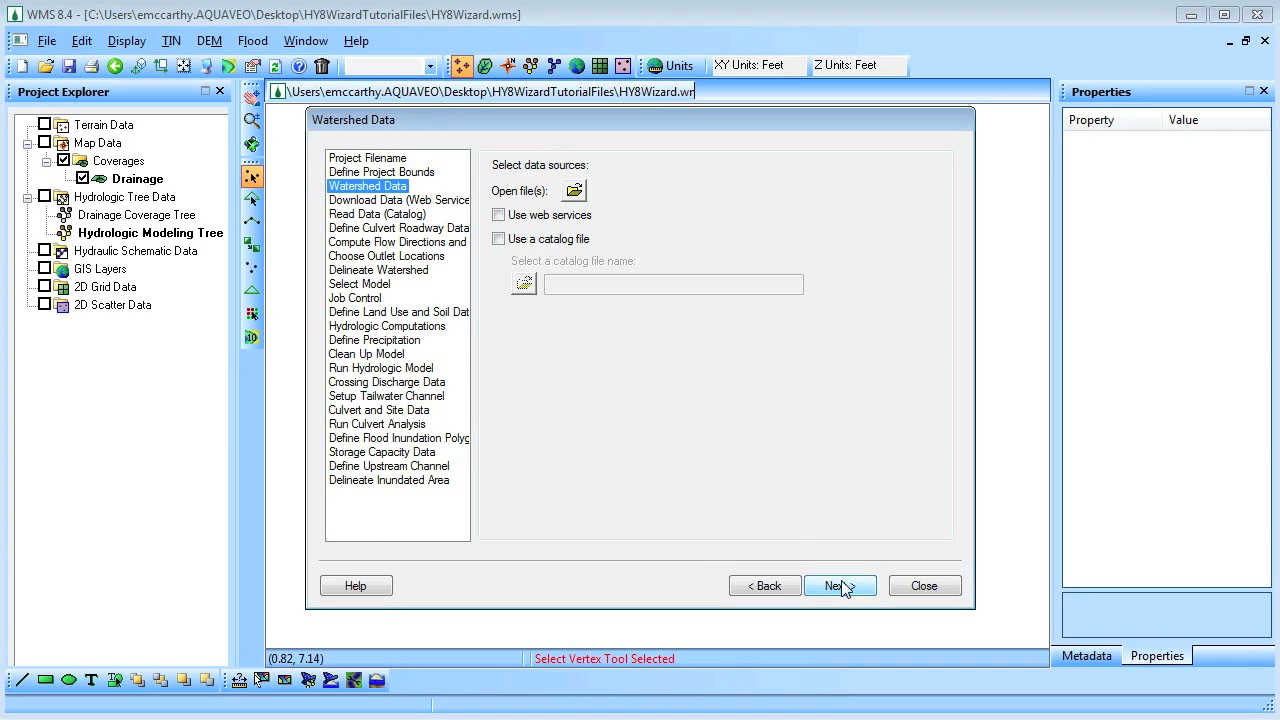 WMS 8.4 - [C:\Users\emccarthy.AQUAVEO\Desktop\HY8WizardTutorialFiles\HY8Wizard.wms]
File Edit Display TIN DEM Flood Window Help
Units XY Units: Feet Z Units: Feet
Project Explorer
\Users\emccarthy.AQUAVEO\Desktop\HY8WizardTutorialFiles\HY8Wizard.wm
Properties
Property Value
Terrain Data
Map Data
Coverages
Drainage
Hydrologic Tree Data
Drainage Coverage Tree
Hydrologic Modeling Tree
Hydraulic Schematic Data
GIS Layers
2D Grid Data
2D Scatter Data
Watershed Data
Project Filename
Define Project Bounds
Watershed Data
Download Data (Web Service
Read Data (Catalog)
Define Culvert Roadway Data
Compute Flow Directions and
Choose Outlet Locations
Delineate Watershed
Select Model
Job Control
Define Land Use and Soil Dat
Hydrologic Computations
Define Precipitation
Clean Up Model
Run Hydrologic Model
Crossing Discharge Data
Setup Tailwater Channel
Culvert and Site Data
Run Culvert Analysis
Define Flood Inundation Polyg
Storage Capacity Data
Define Upstream Channel
Delineate Inundated Area
Select data sources:
Open file(s):
Use web services
Use a catalog file
Select a catalog file name:
Help < Back Next > Close
(0.82, 7.14) Select Vertex Tool Selected
Metadata Properties